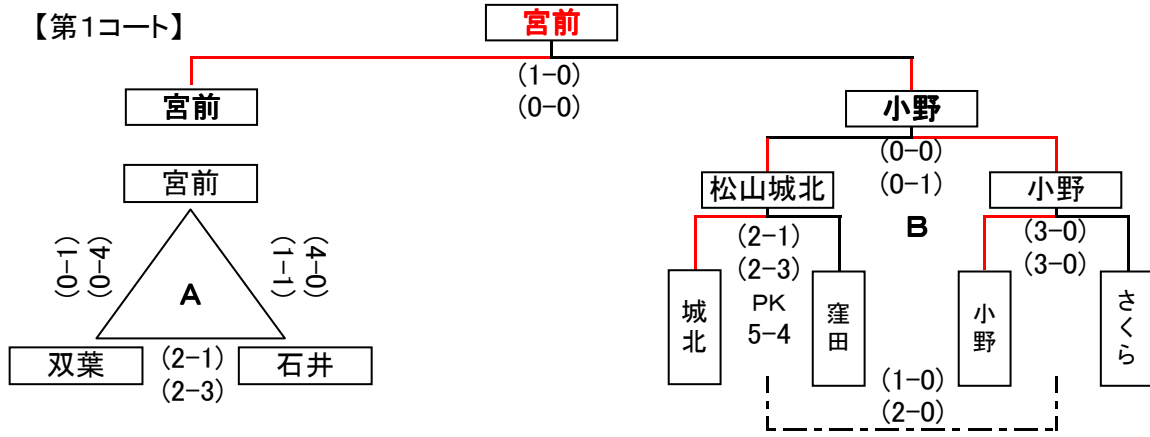 【第1コート】
宮前
(1-0)
(0-0)
宮前
小野
宮前
(0-1)
(0-4)
(4-0)
(1-1)
A
双葉
(2-1)
(2-3)
石井
(0-0)
(0-1)
B
松山城北
小野
(2-1)
(2-3)
PK
5-4
(3-0)
(3-0)
城北
窪田
小野
さくら
(1-0)
(2-0)